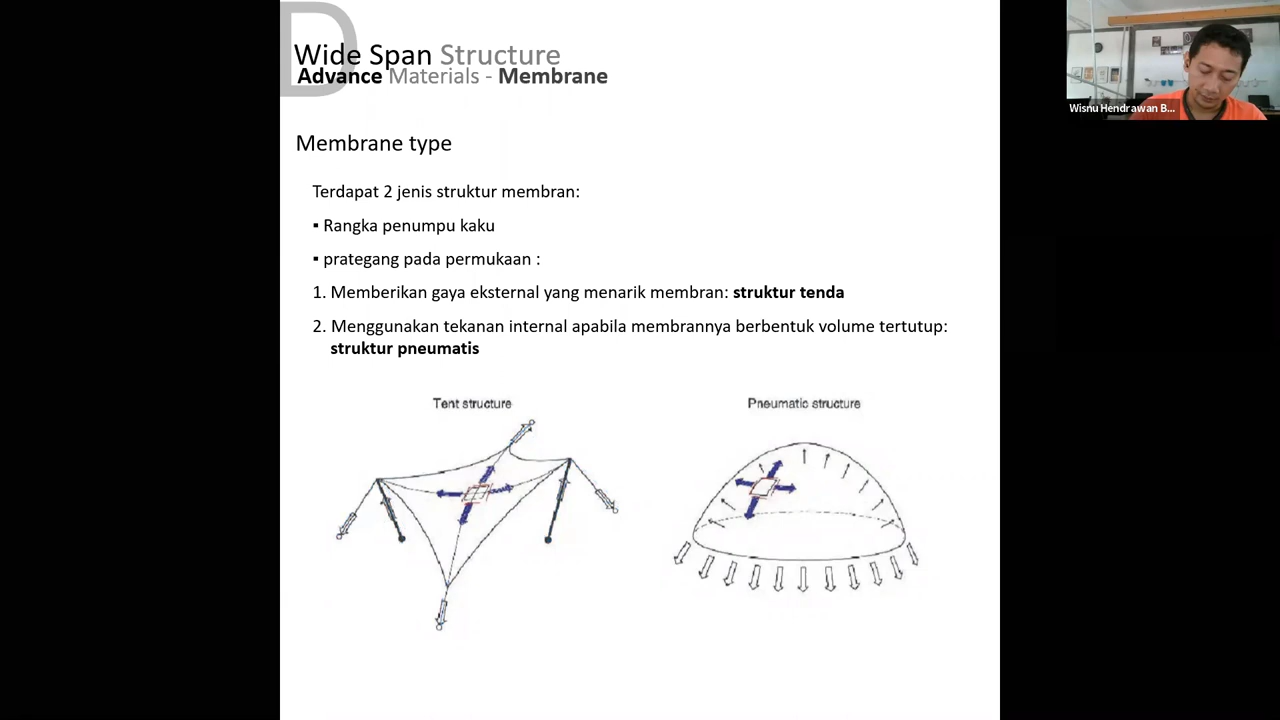 D
Wide Span Structure
Advance Materials - Membrane
Wisnu Hendrawan B...
Membrane type
Terdapat 2 jenis struktur membran:
▪ Rangka penumpu kaku
▪ prategang pada permukaan :
1. Memberikan gaya eksternal yang menarik membran: struktur tenda
2. Menggunakan tekanan internal apabila membrannya berbentuk volume tertutup:
struktur pneumatis
Tent structure
Pneumatic structure